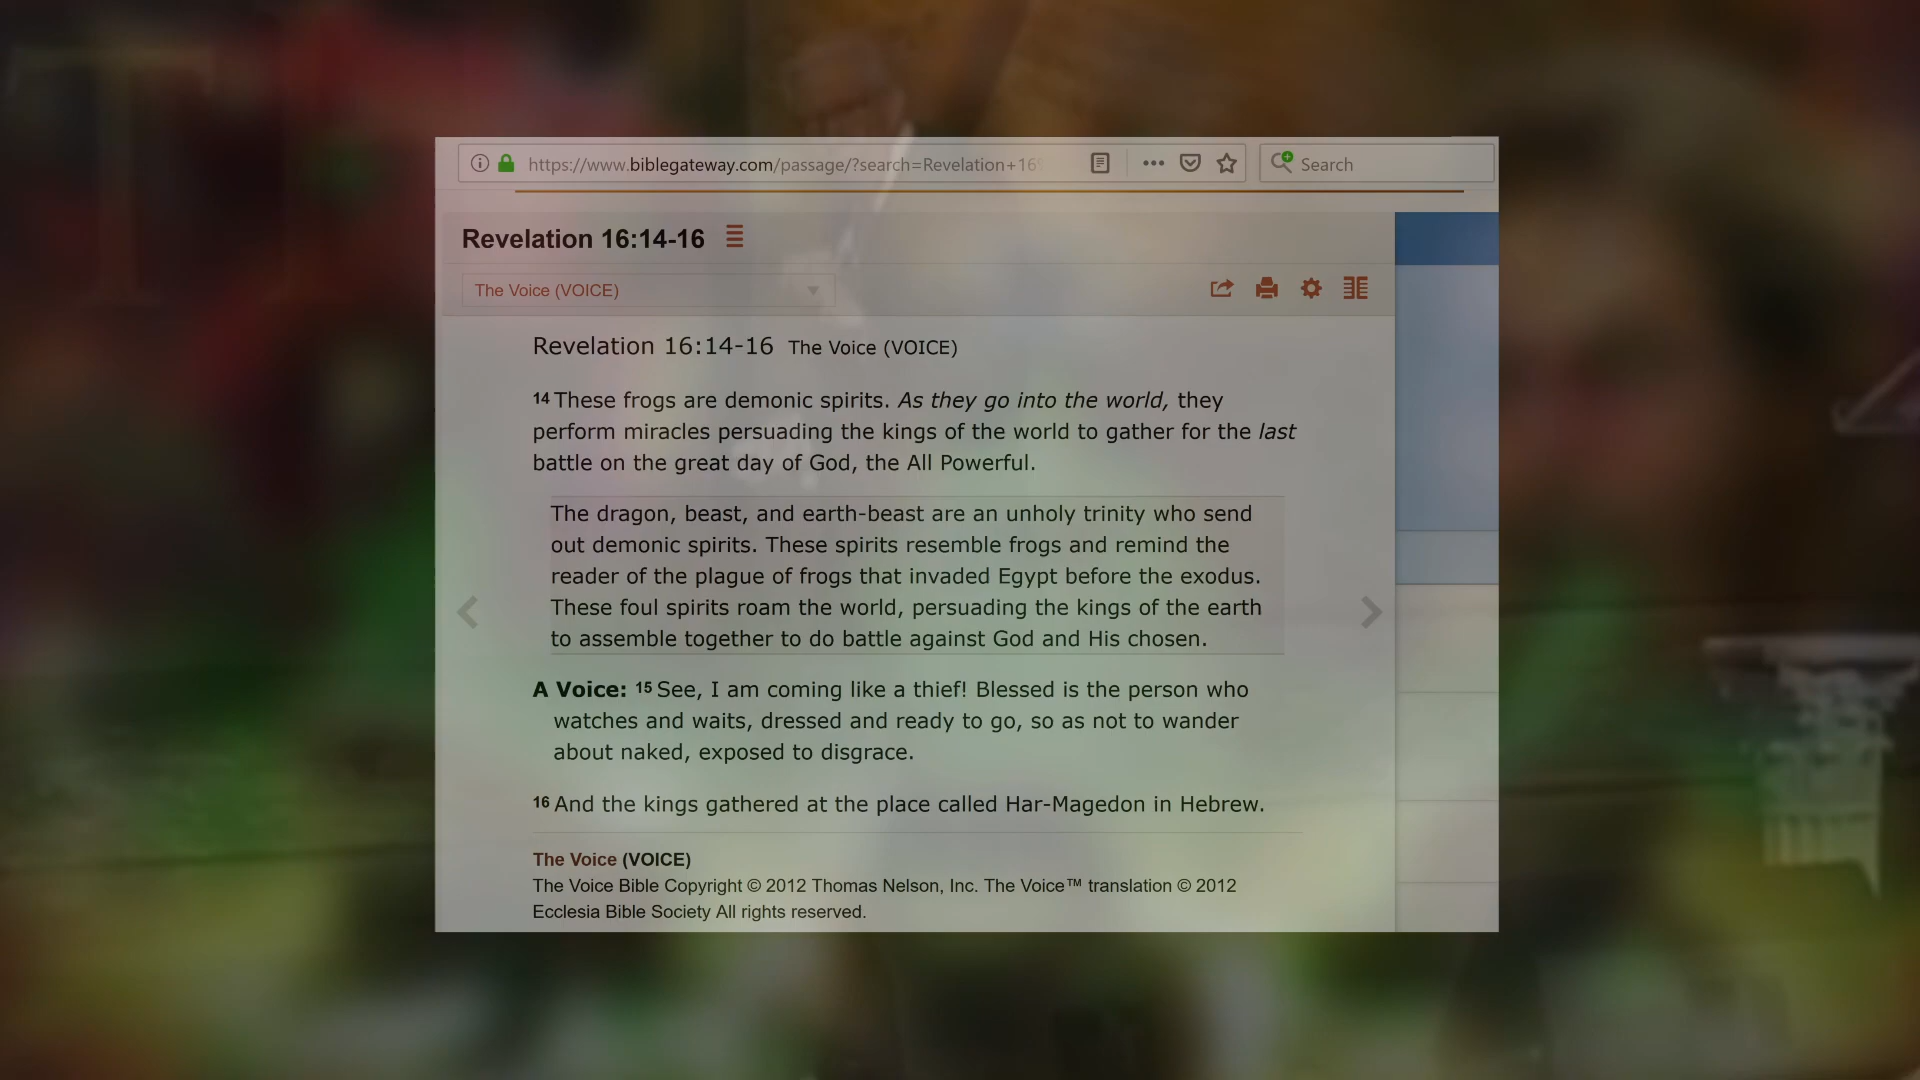 https://www.biblegateway.com/passage/?search=Revelation+16
Search
Revelation 16:14-16
The Voice (VOICE)
Revelation 16:14-16 The Voice (VOICE)
14 These frogs are demonic spirits. As they go into the world, they
perform miracles persuading the kings of the world to gather for the last
battle on the great day of God, the All Powerful.
The dragon, beast, and earth-beast are an unholy trinity who send
out demonic spirits. These spirits resemble frogs and remind the
reader of the plague of frogs that invaded Egypt before the exodus.
These foul spirits roam the world, persuading the kings of the earth
to assemble together to do battle against God and His chosen.
A Voice: 15 See, I am coming like a thief! Blessed is the person who
watches and waits, dressed and ready to go, so as not to wander
about naked, exposed to disgrace.
16 And the kings gathered at the place called Har-Magedon in Hebrew.
The Voice (VOICE)
The Voice Bible Copyright © 2012 Thomas Nelson, Inc. The Voice™ translation © 2012
Ecclesia Bible Society All rights reserved.